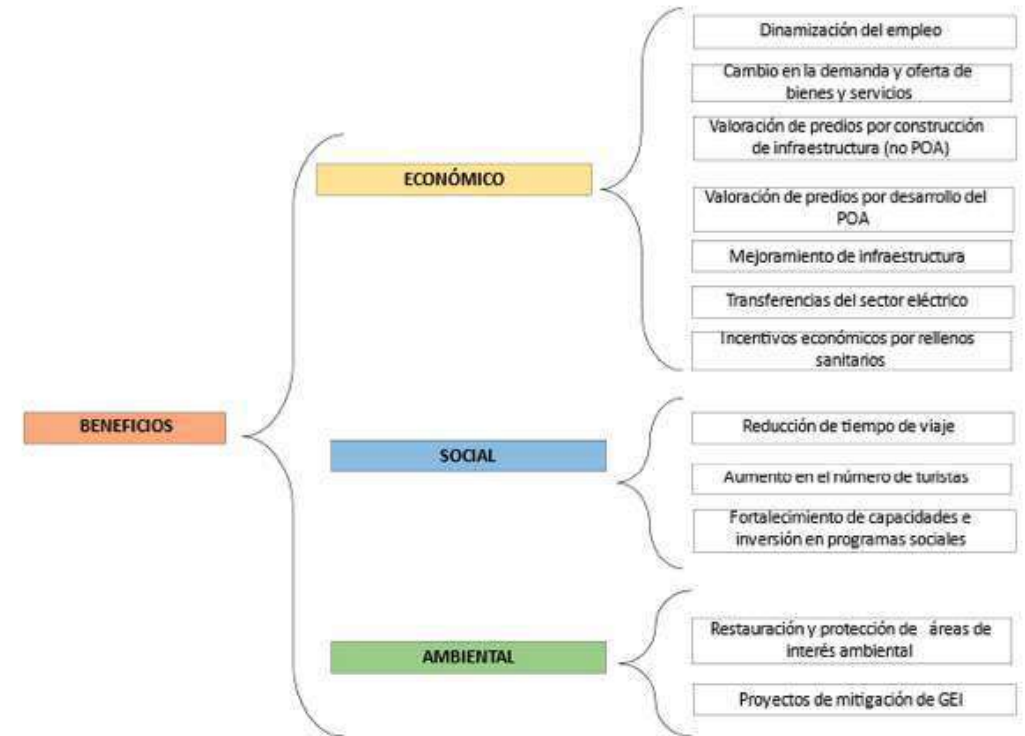 BENEFICIOS
ECONÓMICO
Dinamización del empleo
Cambio en la demanda y oferta de
bienes y servicios
Valoración de predios por construcción
de infraestructura (no POA)
Valoración de predios por desarrollo del
POA
Mejoramiento de infraestructura
Transferencias del sector eléctrico
Incentivos económicos por rellenos
sanitarios
SOCIAL
Reducción de tiempo de viaje
Aumento en el número de turistas
Fortalecimiento de capacidades e
inversión en programas sociales
AMBIENTAL
Restauración y protección de áreas de
interés ambiental
Proyectos de mitigación de GEI